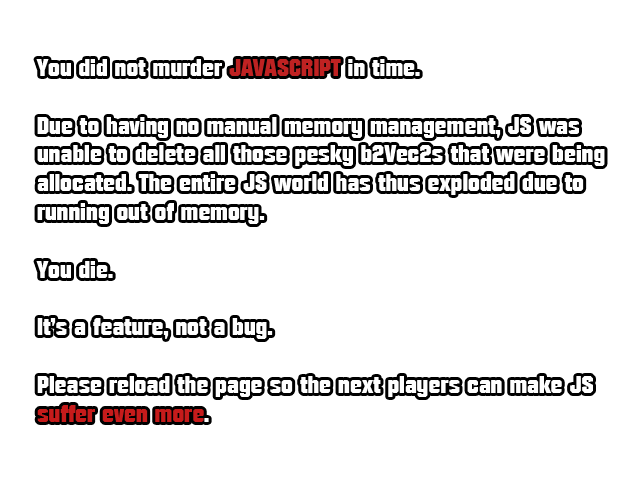 You did not murder JAVASCRIPT in time.
Due to having no manual memory management, JS was
unable to delete all those pesky b2Vec2s that were being
allocated. The entire JS world has thus exploded due to
running out of memory.
You die.
It's a feature, not a bug.
Please reload the page so the next players can make JS
suffer even more.